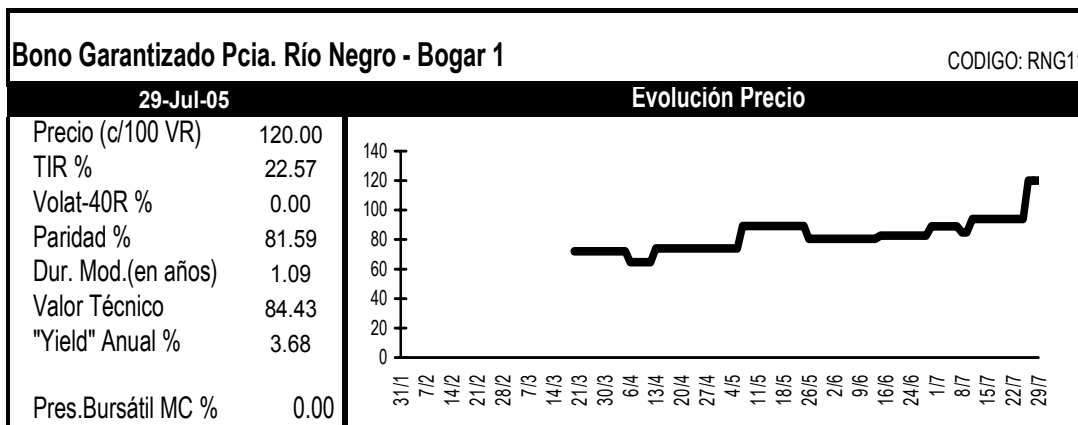 Bono Garantizado Pcia. Río Negro - Bogar 1
CODIGO: RNG11
29-Jul-05
Evolución Precio
Precio (c/100 VR) 120.00
TIR % 22.57
Volat-40R % 0.00
Paridad % 81.59
Dur. Mod.(en años) 1.09
Valor Técnico 84.43
"Yield" Anual % 3.68
Pres.Bursátil MC % 0.00
140
120
100
80
60
40
20
0
31/1 7/2 14/2 21/2 28/2 7/3 14/3 21/3 30/3 6/4 13/4 20/4 27/4 4/5 11/5 18/5 26/5 2/6 9/6 16/6 24/6 1/7 8/7 15/7 22/7 29/7